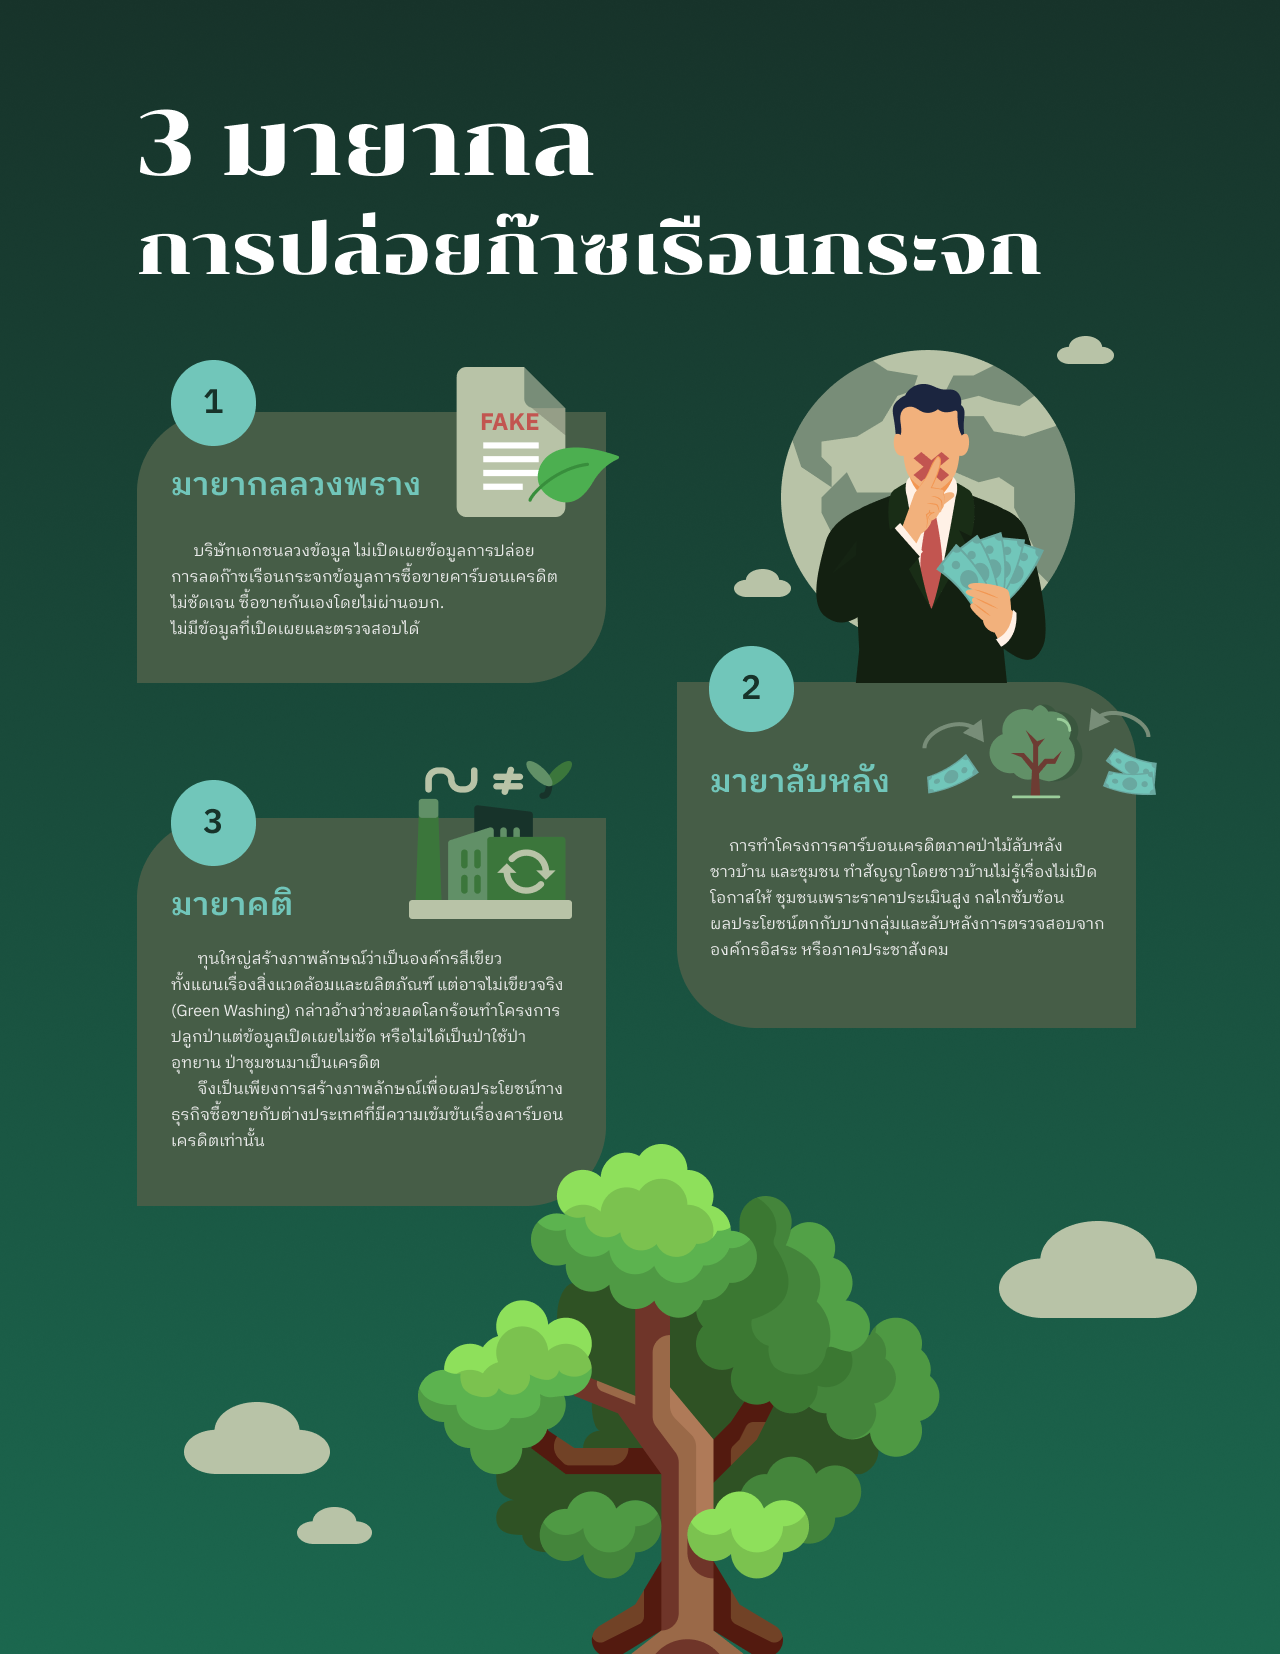 3 มายากล
การปล่อยก๊าซเรือนกระจก
1
FAKE
มายากลลวงพราง
บริษัทเอกชนลวงข้อมูล ไม่เปิดเผยข้อมูลการปล่อย
การลดก๊าซเรือนกระจกข้อมูลการซื้อขายคาร์บอนเครดิต
ไม่ชัดเจน ซื้อขายกันเองโดยไม่ผ่านอบก.
ไม่มีข้อมูลที่เปิดเผยและตรวจสอบได้
2
มายาลับหลัง
การทำโครงการคาร์บอนเครดิตภาคป่าไม้ลับหลัง
ชาวบ้าน และชุมชน ทำสัญญาโดยชาวบ้านไม่รู้เรื่องไม่เปิด
โอกาสให้ ชุมชนเพราะราคาประเมินสูง กลไกซับซ้อน
ผลประโยชน์ตกกับบางกลุ่มและลับหลังการตรวจสอบจาก
องค์กรอิสระ หรือภาคประชาสังคม
3
มายาคติ
ทุนใหญ่สร้างภาพลักษณ์ว่าเป็นองค์กรสีเขียว
ทั้งแผนเรื่องสิ่งแวดล้อมและผลิตภัณฑ์ แต่อาจไม่เขียวจริง
(Green Washing) กล่าวอ้างว่าช่วยลดโลกร้อนทำโครงการ
ปลูกป่าแต่ข้อมูลเปิดเผยไม่ชัด หรือไม่ได้เป็นป่าใช้ป่า
อุทยาน ป่าชุมชนมาเป็นเครดิต
จึงเป็นเพียงการสร้างภาพลักษณ์เพื่อผลประโยชน์ทาง
ธุรกิจซื้อขายกับต่างประเทศที่มีความเข้มข้นเรื่องคาร์บอน
เครดิตเท่านั้น